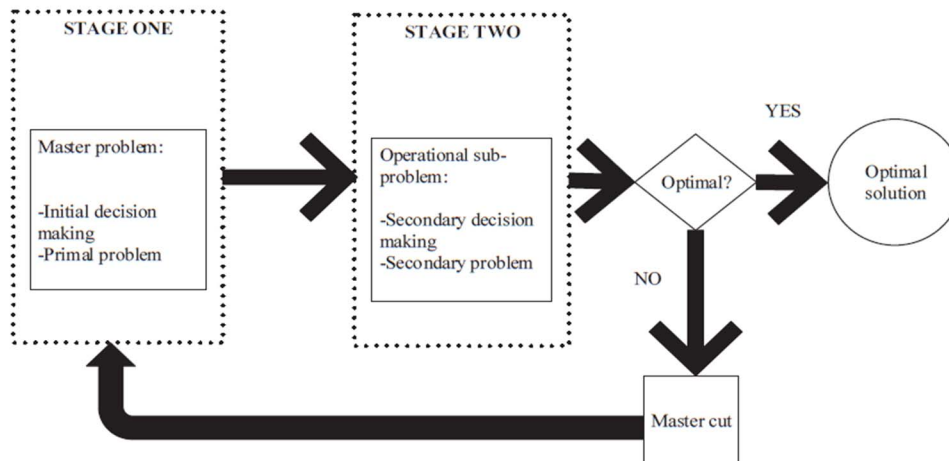 STAGE ONE
Master problem:
-Initial decision
making
-Primal problem
STAGE TWO
Operational sub-
problem:
-Secondary decision
making
-Secondary problem
Optimal?
YES
Optimal
solution
NO
Master cut